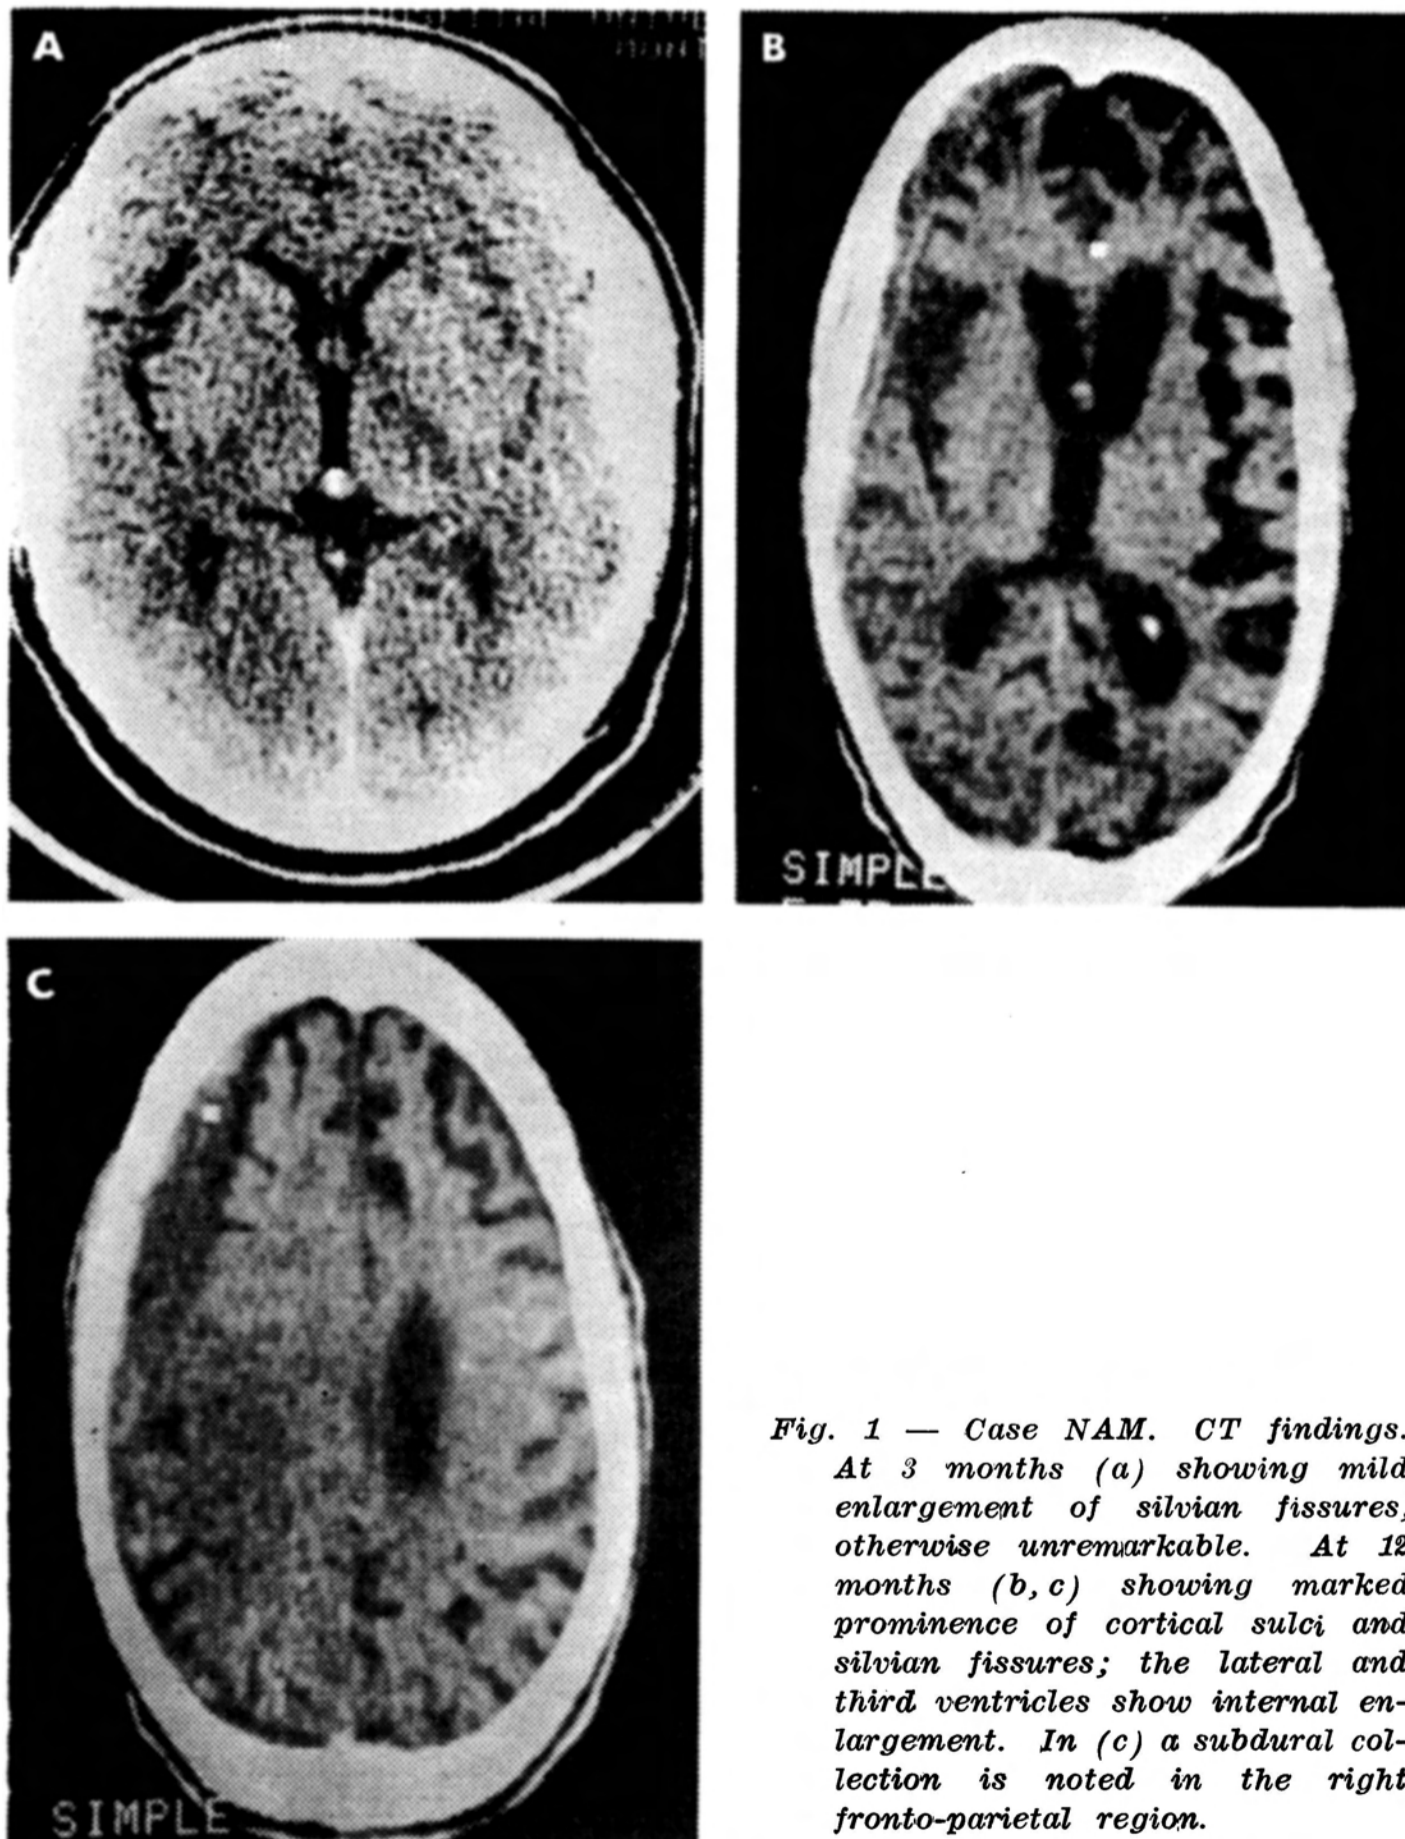 A
B
SIMPLE
C
SIMPLE
Fig. 1 — Case NAM. CT findings.
At 3 months (a) showing mild
enlargement of silvian fissures,
otherwise unremarkable. At 12
months (b, c) showing marked
prominence of cortical sulci and
silvian fissures; the lateral and
third ventricles show internal en-
largement. In (c) a subdural col-
lection is noted in the right
fronto-parietal region.